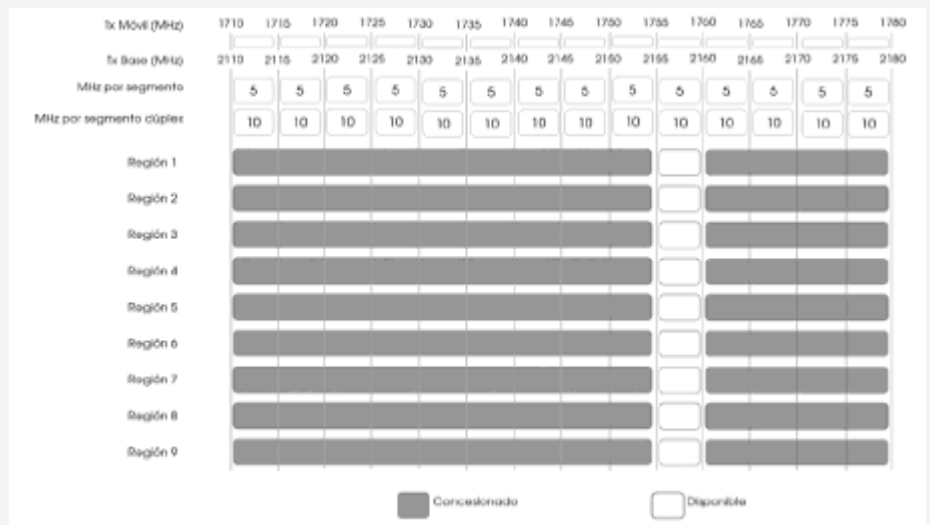 Tx Móvil (MHz) 1710 1715 1720 1725 1730 1735 1740 1745 1750 1755 1760 1765 1770 1775 1780
Tx Base (MHz) 2110 2115 2120 2125 2130 2135 2140 2145 2150 2155 2160 2165 2170 2175 2180
MHz por segmento 5 5 5 5 5 5 5 5 5 5 5 5 5 5
MHz por segmento dúplex 10 10 10 10 10 10 10 10 10 10 10 10 10 10
Región 1
Región 2
Región 3
Región 4
Región 5
Región 6
Región 7
Región 8
Región 9
Concesionado Disponible